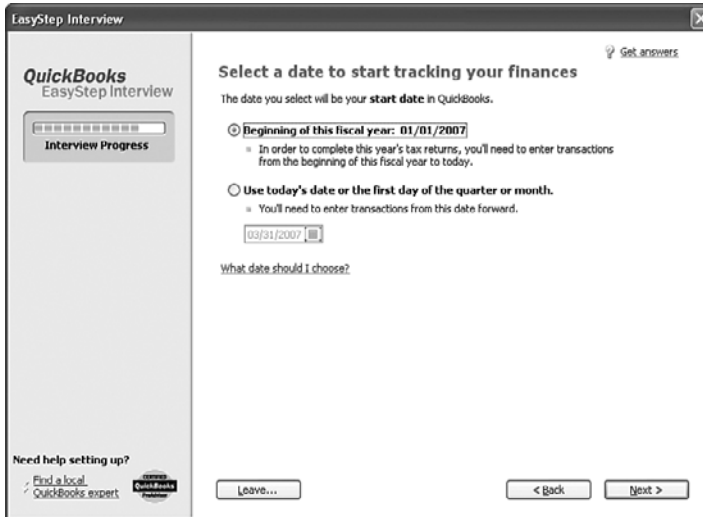 EasyStep Interview
Get answers
QuickBooks
EasyStep Interview
Interview Progress
Select a date to start tracking your finances
The date you select will be your start date in QuickBooks.
Beginning of this fiscal year: 01/01/2007
In order to complete this year's tax returns, you'll need to enter transactions
from the beginning of this fiscal year to today.
Use today's date or the first day of the quarter or month.
You'll need to enter transactions from this date forward.
03/31/2007
What date should I choose?
Need help setting up?
Find a local
QuickBooks expert
CERTIFIED
QuickBooks
ProAdvisor
Leave...
< Back
Next >